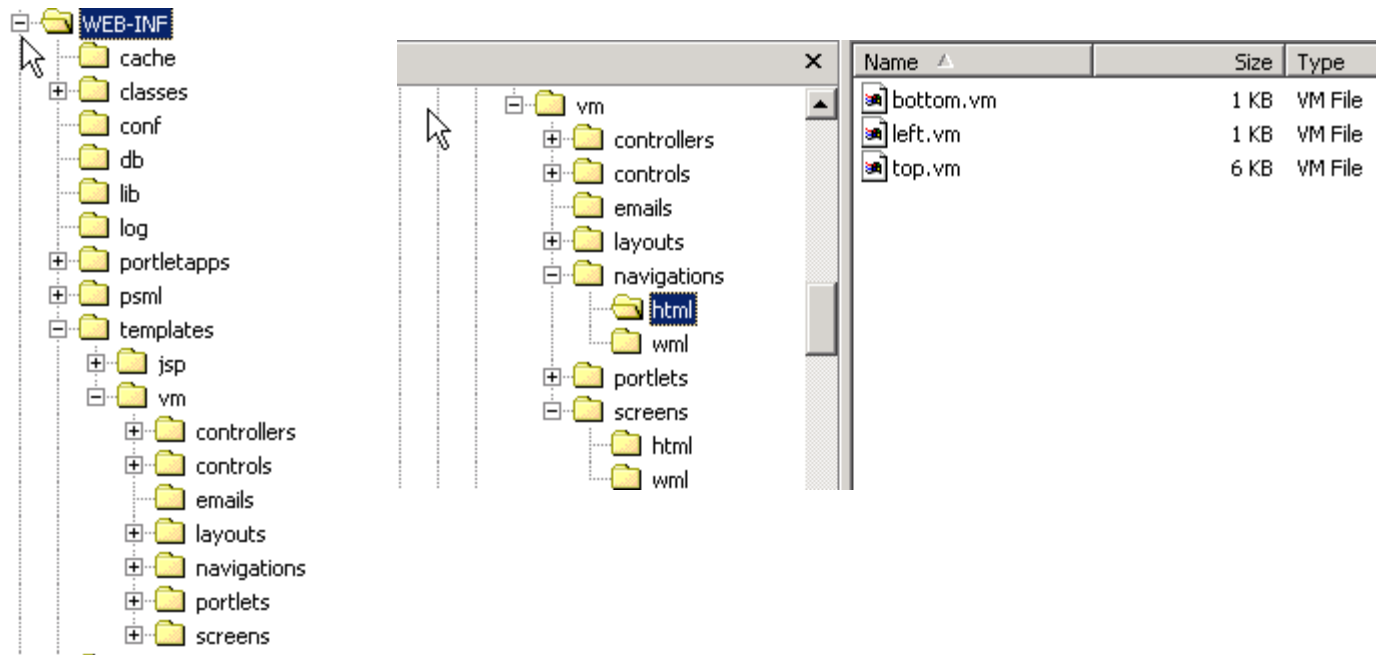 WEB-INF
cache
classes
conf
db
lib
log
portletapps
psml
templates
jsp
vm
controllers
controls
emails
layouts
navigations
portlets
screens
vm
controllers
controls
emails
layouts
navigations
html
wml
portlets
screens
html
wml
Name Size Type
bottom.vm 1 KB VM File
left.vm 1 KB VM File
top.vm 6 KB VM File